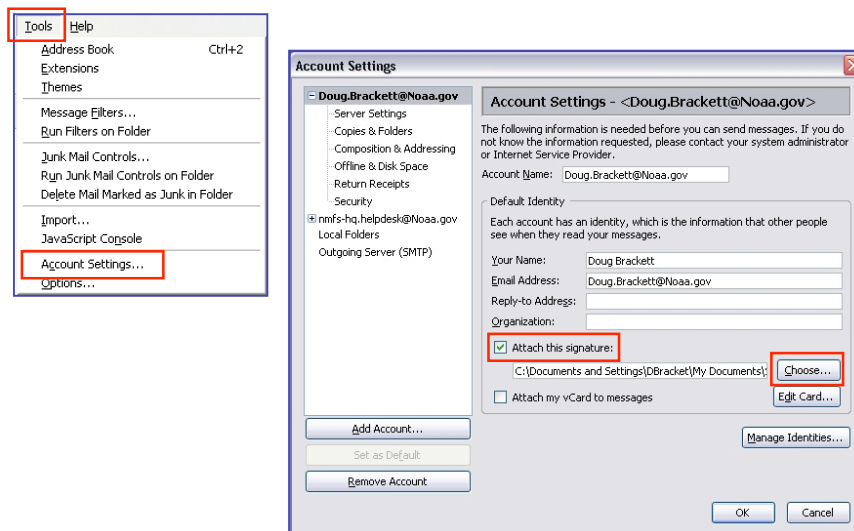 Tools Help
Address Book Ctrl+2
Extensions
Themes
Message Filters...
Run Filters on Folder
Junk Mail Controls...
Run Junk Mail Controls on Folder
Delete Mail Marked as Junk in Folder
Import...
JavaScript Console
Account Settings...
Options...
Account Settings
Doug.Brackett@Noaa.gov
Server Settings
Copies & Folders
Composition & Addressing
Offline & Disk Space
Return Receipts
Security
nmfs-hq.helpdesk@Noaa.gov
Local Folders
Outgoing Server (SMTP)
Add Account...
Set as Default
Remove Account
Account Settings - <Doug.Brackett@Noaa.gov>
The following information is needed before you can send messages. If you do
not know the information requested, please contact your system administrator
or Internet Service Provider.
Account Name: Doug.Brackett@Noaa.gov
Default Identity
Each account has an identity, which is the information that other people
see when they read your messages.
Your Name: Doug Brackett
Email Address: Doug.Brackett@Noaa.gov
Reply-to Address:
Organization:
Attach this signature:
C:\Documents and Settings\DBracket\My Documents\ Choose...
Attach my vCard to messages Edit Card...
Manage Identities...
OK Cancel